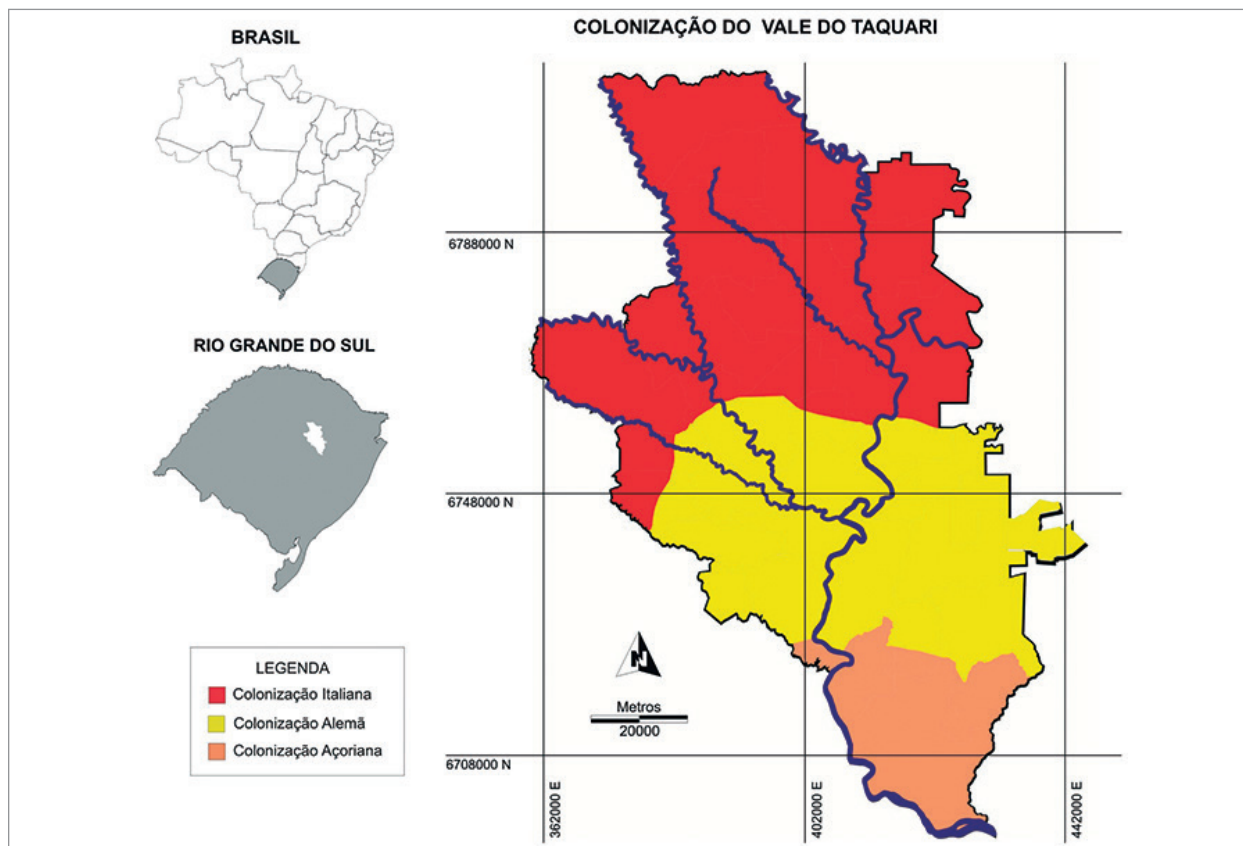 BRASIL
COLONIZAÇÃO DO VALE DO TAQUARI
6788000 N
RIO GRANDE DO SUL
6748000 N
LEGENDA
Colonização Italiana
Colonização Alemã
Colonização Açoriana
N
Metros
20000
6708000 N
362000 E
402000 E
442000 E